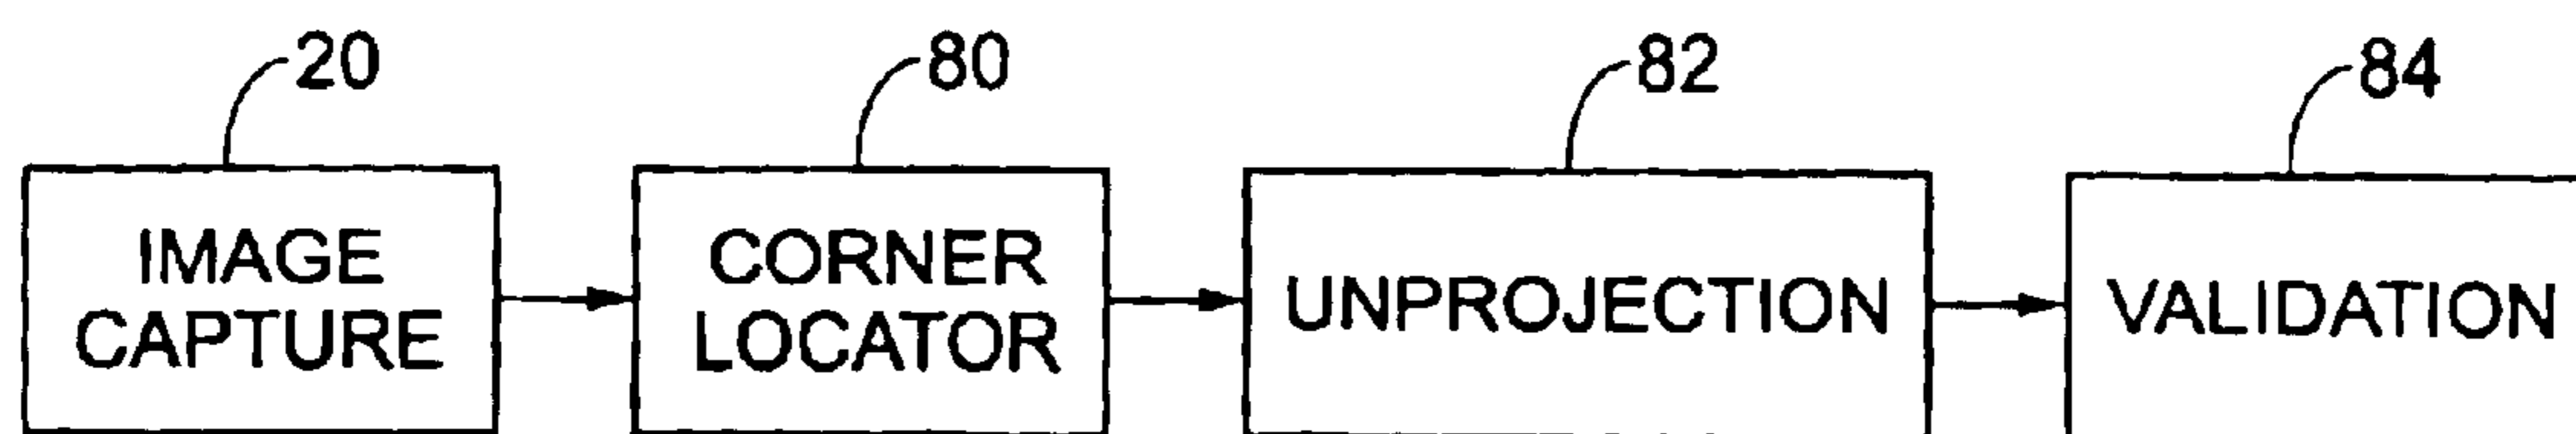 20
80
82
84
IMAGE
CAPTURE
CORNER
LOCATOR
UNPROJECTION
VALIDATION